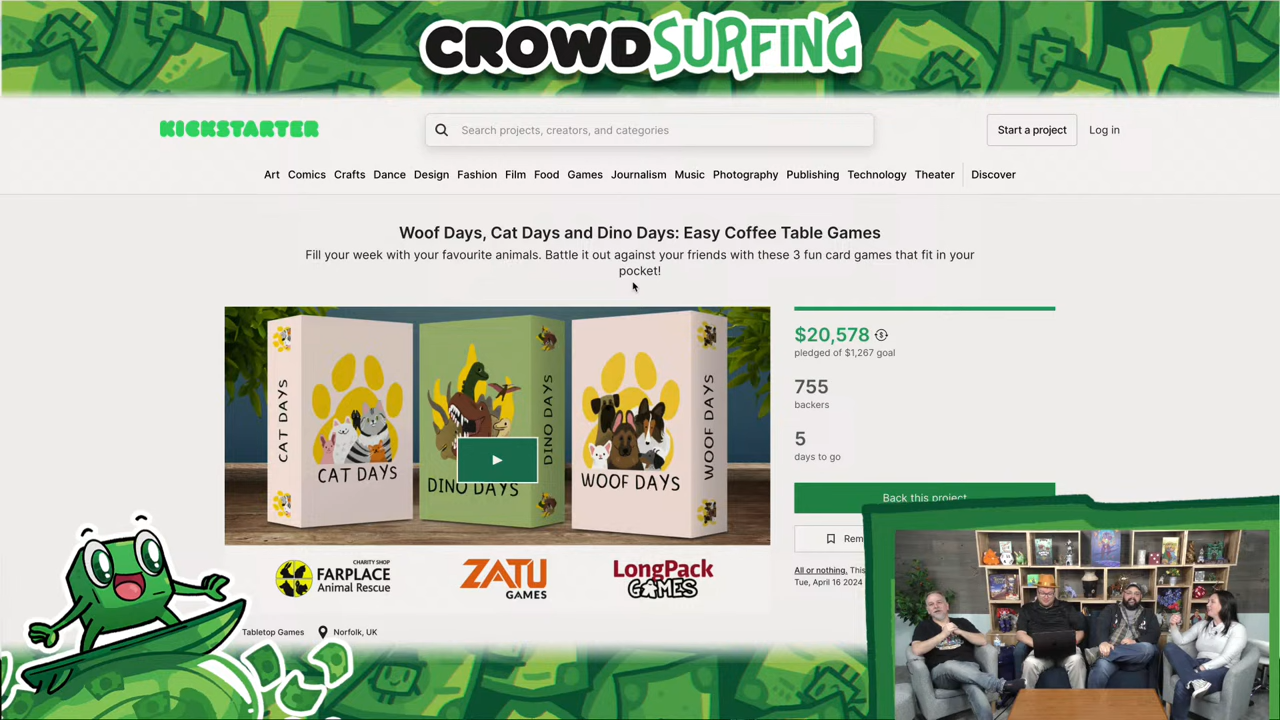 CROWDSURFING
KICKSTARTER
Search projects, creators, and categories
Start a project
Log in
Art Comics Crafts Dance Design Fashion Film Food Games Journalism Music Photography Publishing Technology Theater Discover
Woof Days, Cat Days and Dino Days: Easy Coffee Table Games
Fill your week with your favourite animals. Battle it out against your friends with these 3 fun card games that fit in your
pocket!
CAT DAYS
CAT DAYS
DINO DAYS
DINO DAYS
WOOF DAYS
WOOF DAYS
CHARITY SHOP
FARPLACE
Animal Rescue
ZATU
GAMES
LongPack
GAMES
Tabletop Games
Norfolk, UK
$20,578
pledged of $1,267 goal
755
backers
5
days to go
Back this project
Rem
All or nothing. This
Tue, April 16 2024